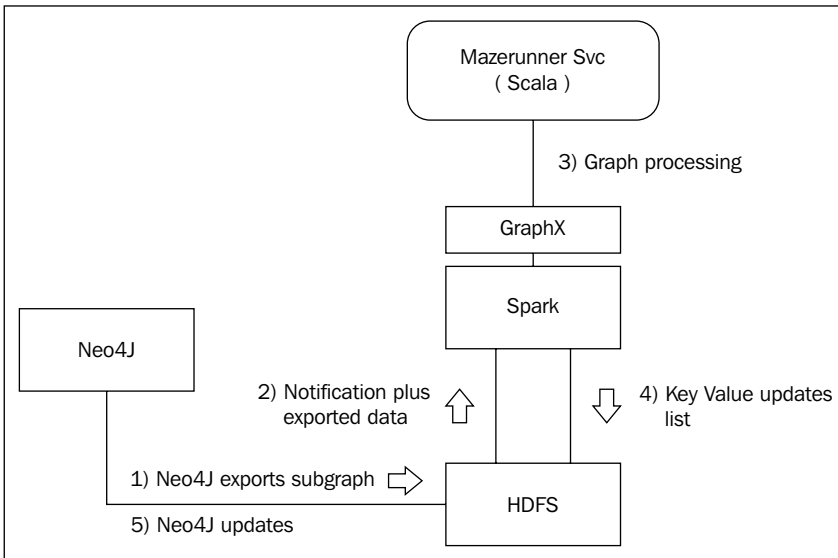 Mazerunner Svc
( Scala )
3) Graph processing
GraphX
Spark
Neo4J
2) Notification plus
exported data
4) Key Value updates
list
1) Neo4J exports subgraph
HDFS
5) Neo4J updates